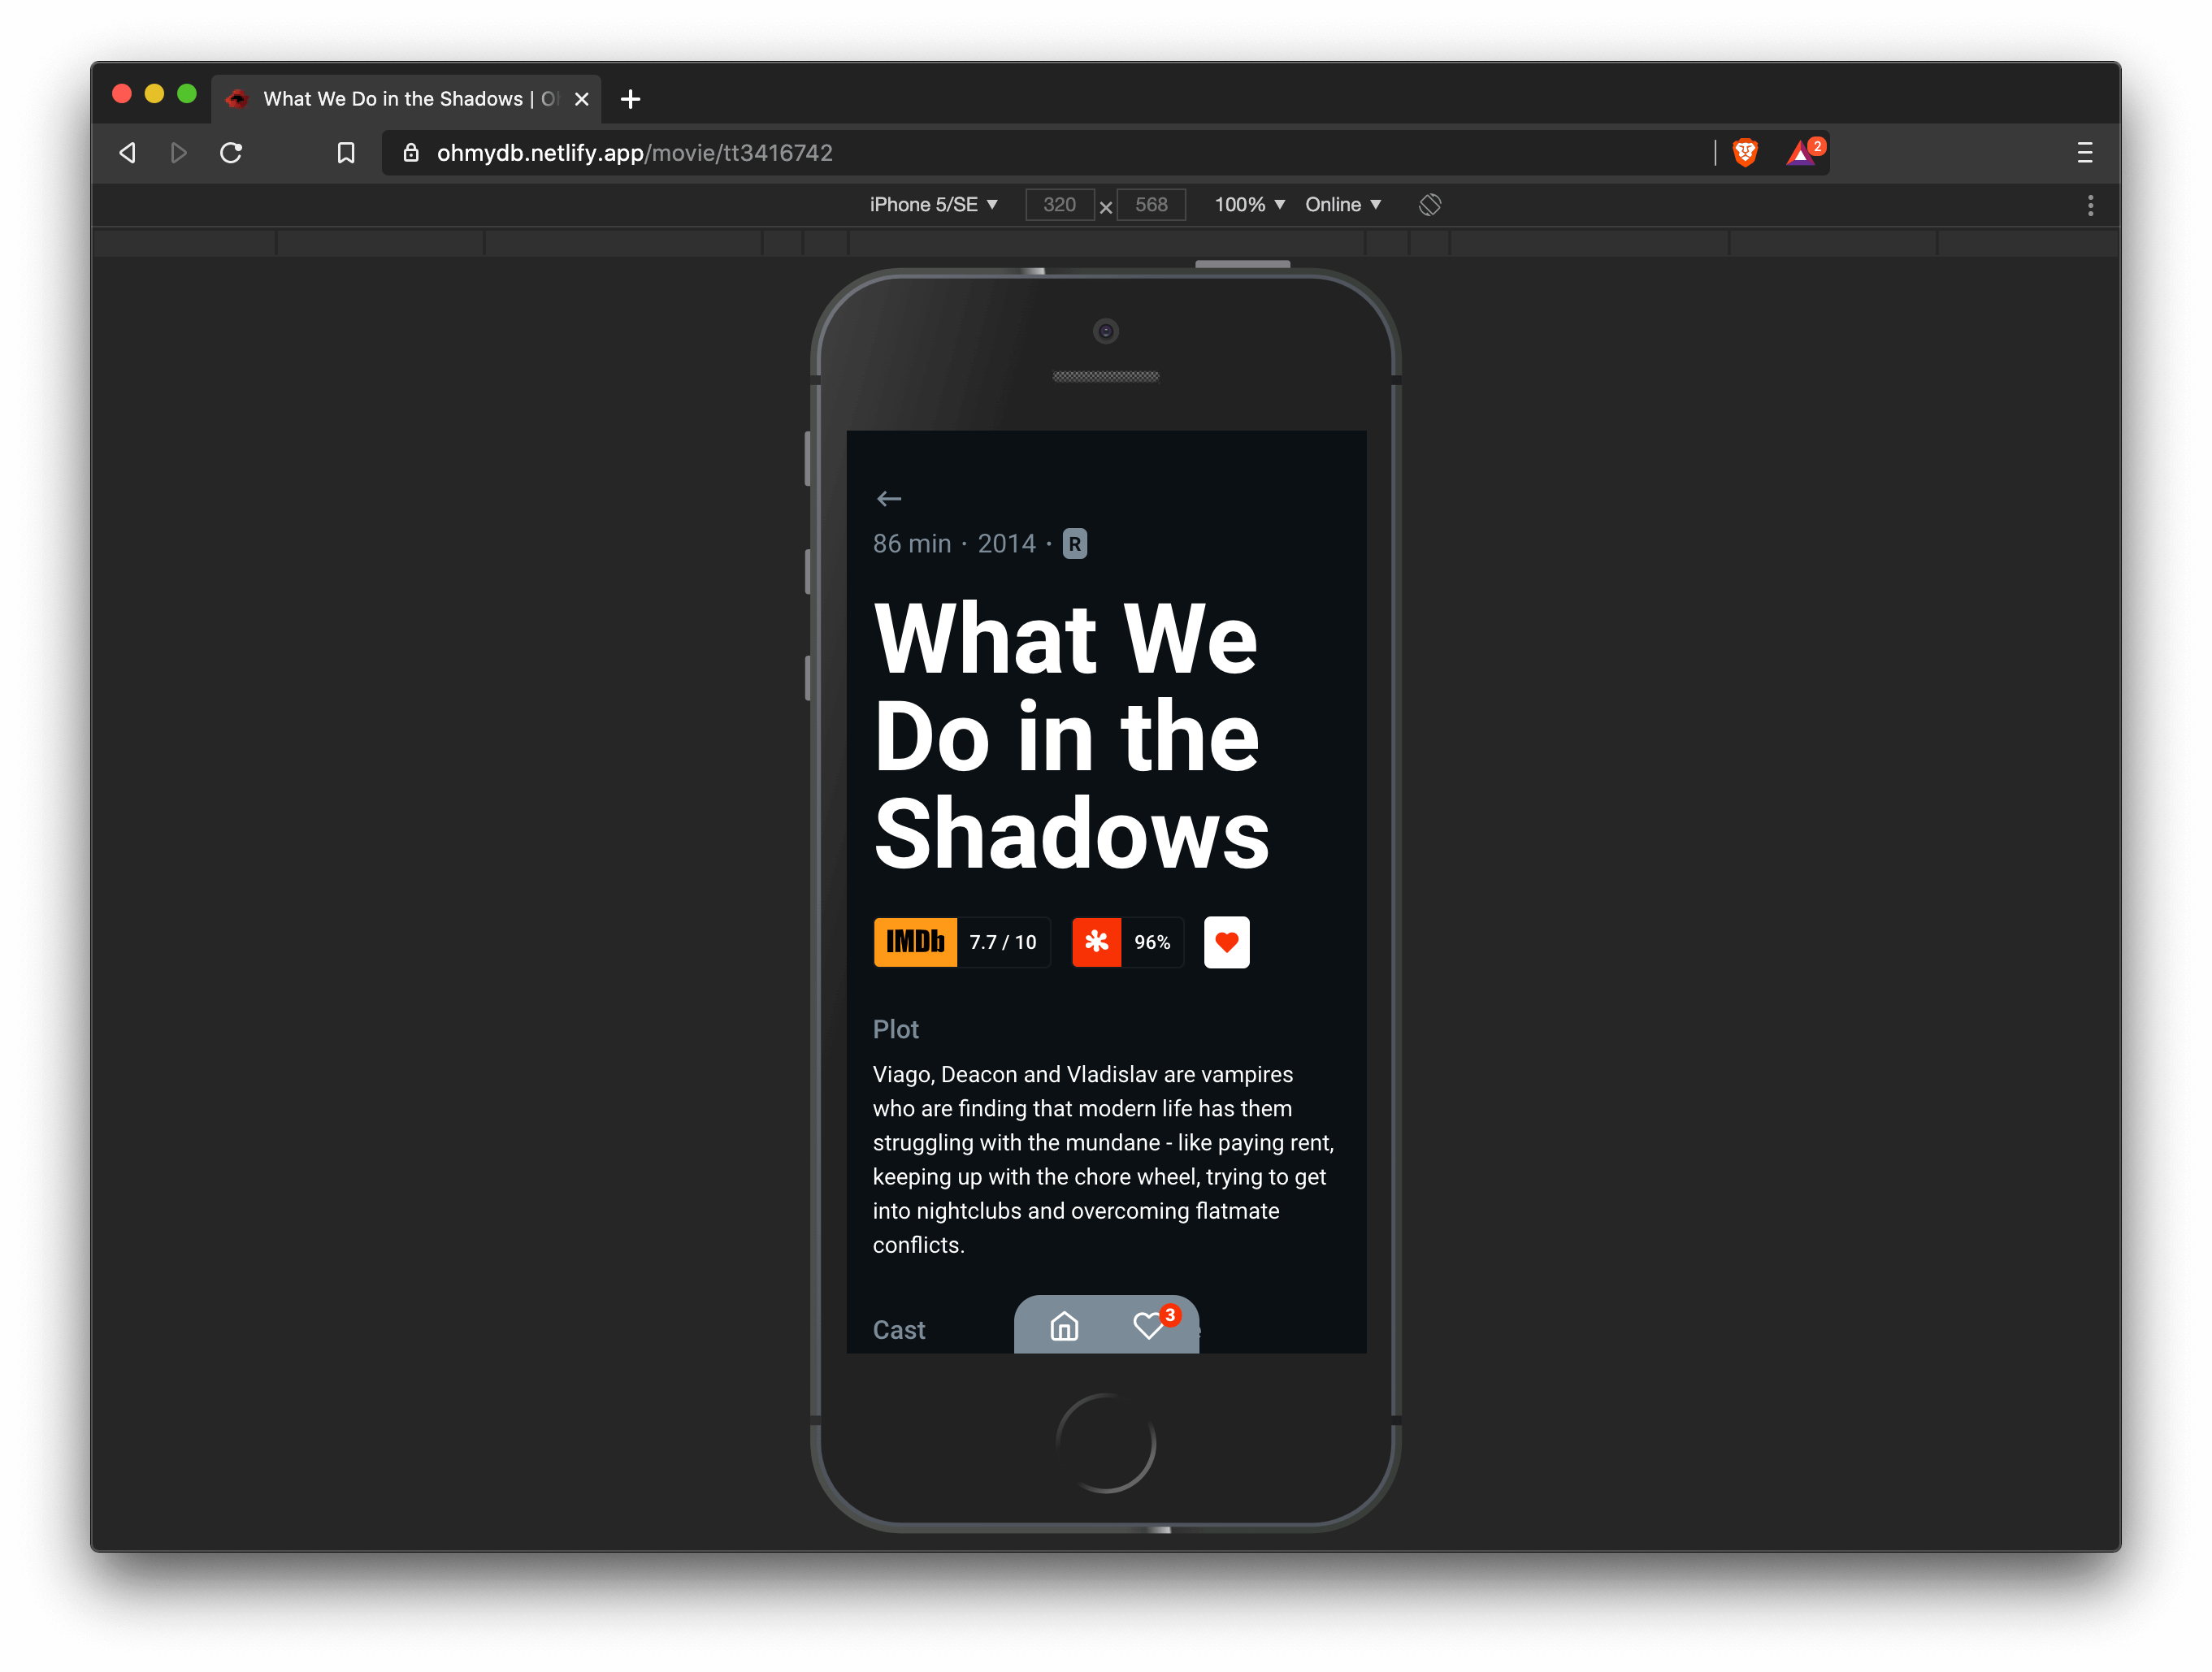 What We Do in the Shadows | O
ohmydb.netlify.app/movie/tt3416742
2
iPhone 5/SE 320 × 568 100% Online
86 min · 2014 · R
What We
Do in the
Shadows
IMDb 7.7 / 10 96%
Plot
Viago, Deacon and Vladislav are vampires
who are finding that modern life has them
struggling with the mundane - like paying rent,
keeping up with the chore wheel, trying to get
into nightclubs and overcoming flatmate
conflicts.
Cast
3